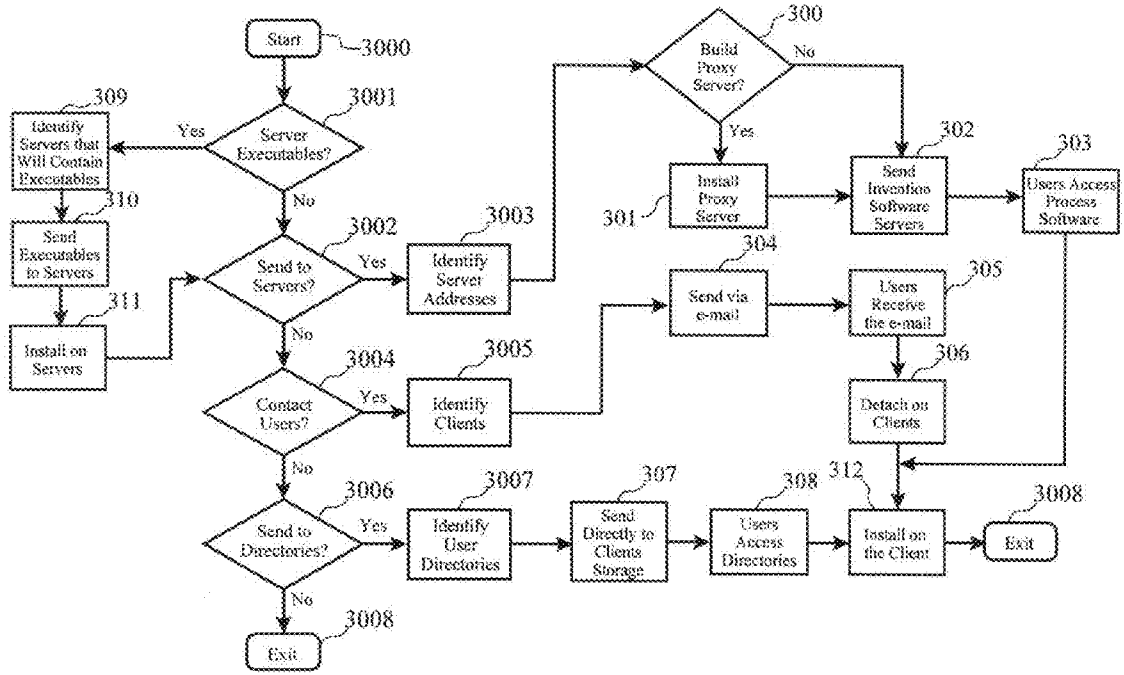 Start
3000
300
Build
Proxy
Server?
No
309
3001
Identify
Servers that
Will Contain
Executables
Yes
Server
Executables?
Yes
302
303
310
No
Install
Proxy
Server
301
Send
Invention
Software
Servers
Users Access
Process
Software
Send
Executables
to Servers
3002
3003
304
Send to
Servers?
Yes
Identify
Server
Addresses
305
311
Send via
e-mail
Users
Receive
the e-mail
Install on
Servers
No
3004
3005
306
Contact
Users?
Yes
Identify
Clients
Detach on
Clients
No
3006
3007
307
308
312
3008
Send to
Directories?
Yes
Identify
User
Directories
Send
Directly to
Clients
Storage
Users
Access
Directories
Install on
the Client
Exit
No
3008
Exit